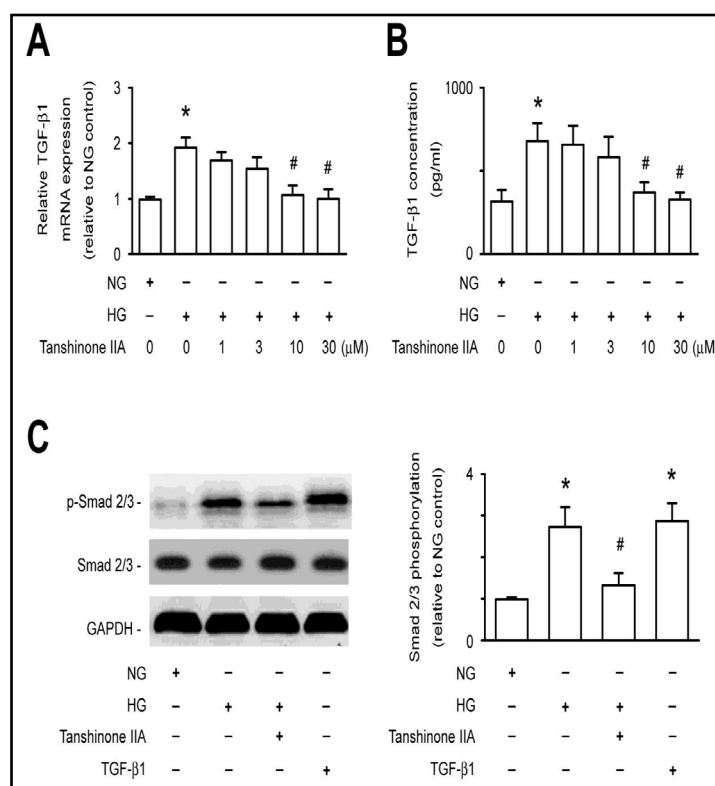 A
Relative TGF-β1
mRNA expression
(relative to NG control)
3
2
1
0
*
#
#
NG + – – – – –
HG – + + + + +
Tanshinone IIA 0 0 1 3 10 30 (μM)
B
TGF-β1 concentration
(pg/ml)
1000
0
*
#
#
NG + – – – – –
HG – + + + + +
Tanshinone IIA 0 0 1 3 10 30 (μM)
C
p-Smad 2/3 -
Smad 2/3 -
GAPDH -
NG + – – –
HG – + + –
Tanshinone IIA – – + –
TGF-β1 – – – +
Smad 2/3 phosphorylation
(relative to NG control)
4
2
0
*
#
*
NG + – – –
HG – + + –
Tanshinone IIA – – + –
TGF-β1 – – – +